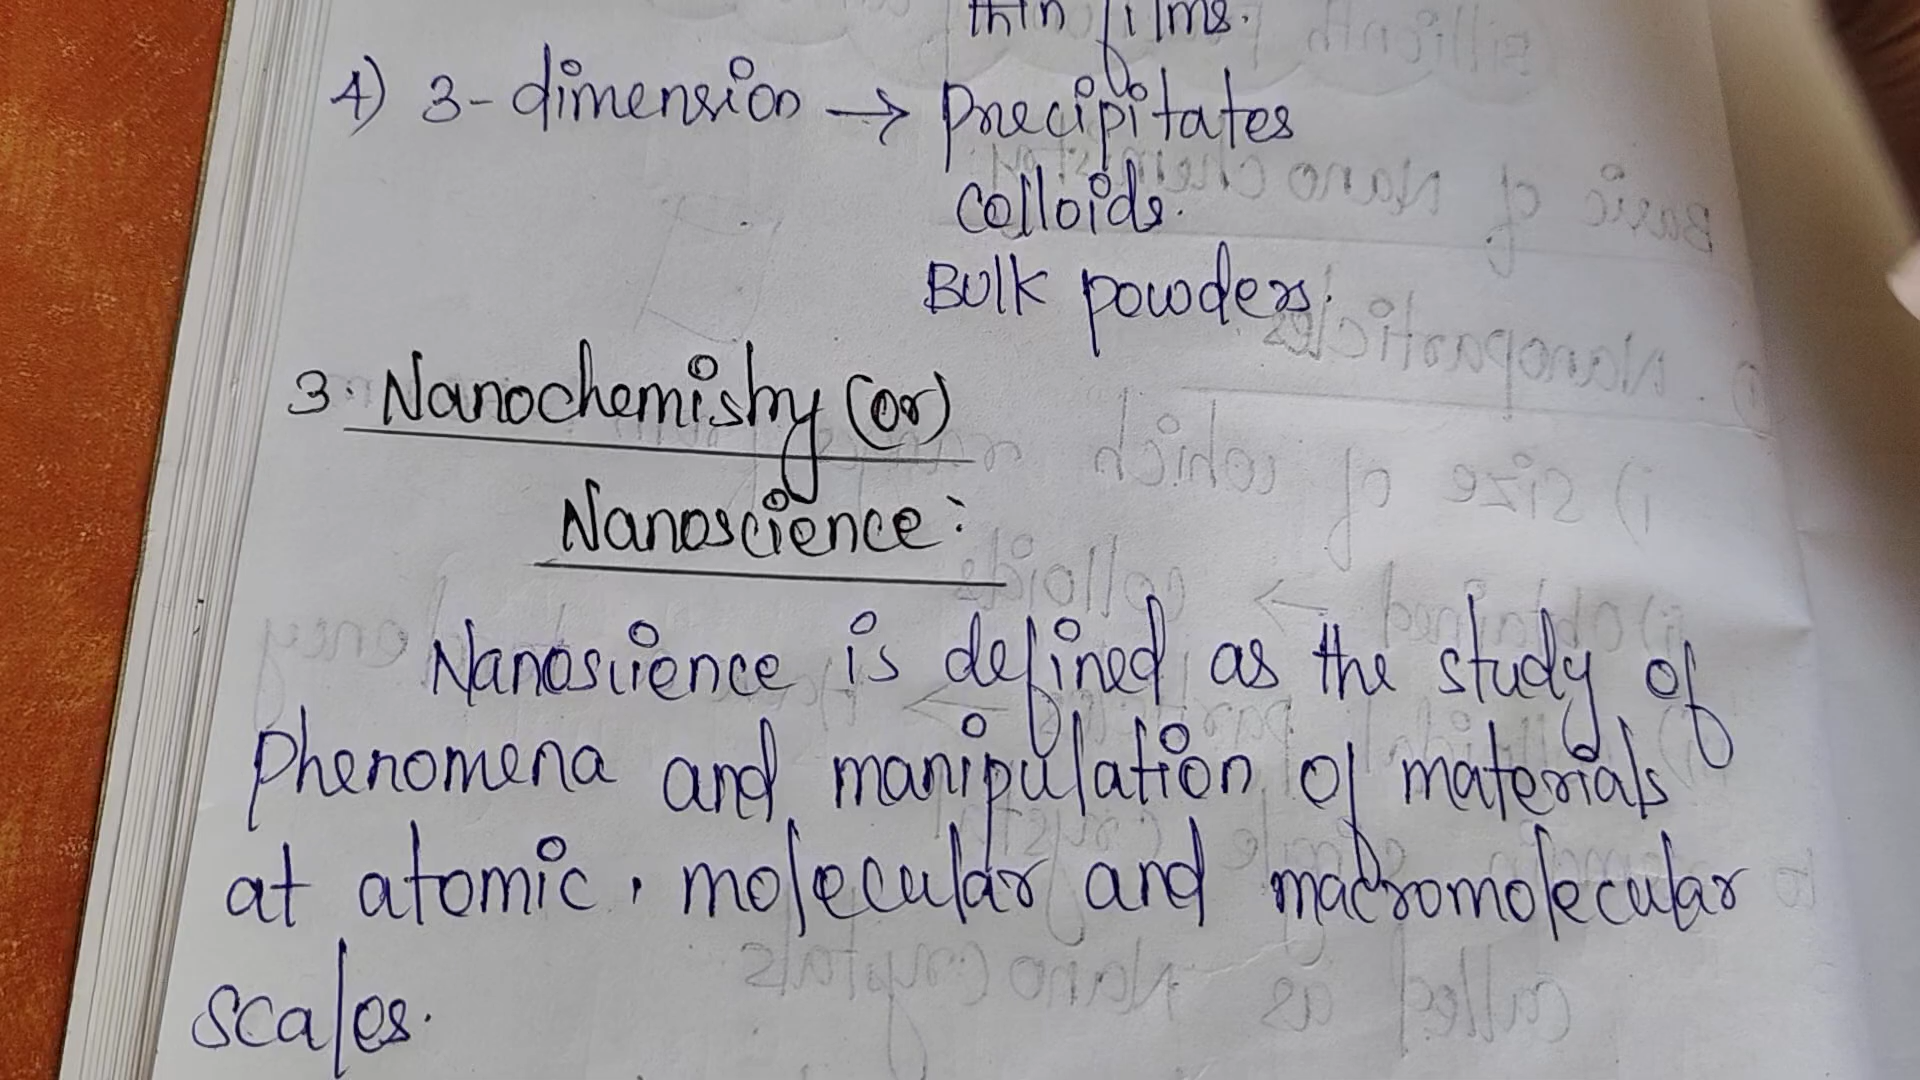 thin films.
4) 3-dimension → Precipitates
Colloids.
Bulk powders.
3. Nanochemistry (or)
Nanoscience:
Nanoscience is defined as the study of
Phenomena and manipulation of materials
at atomic, molecular and macromolecular
scales.